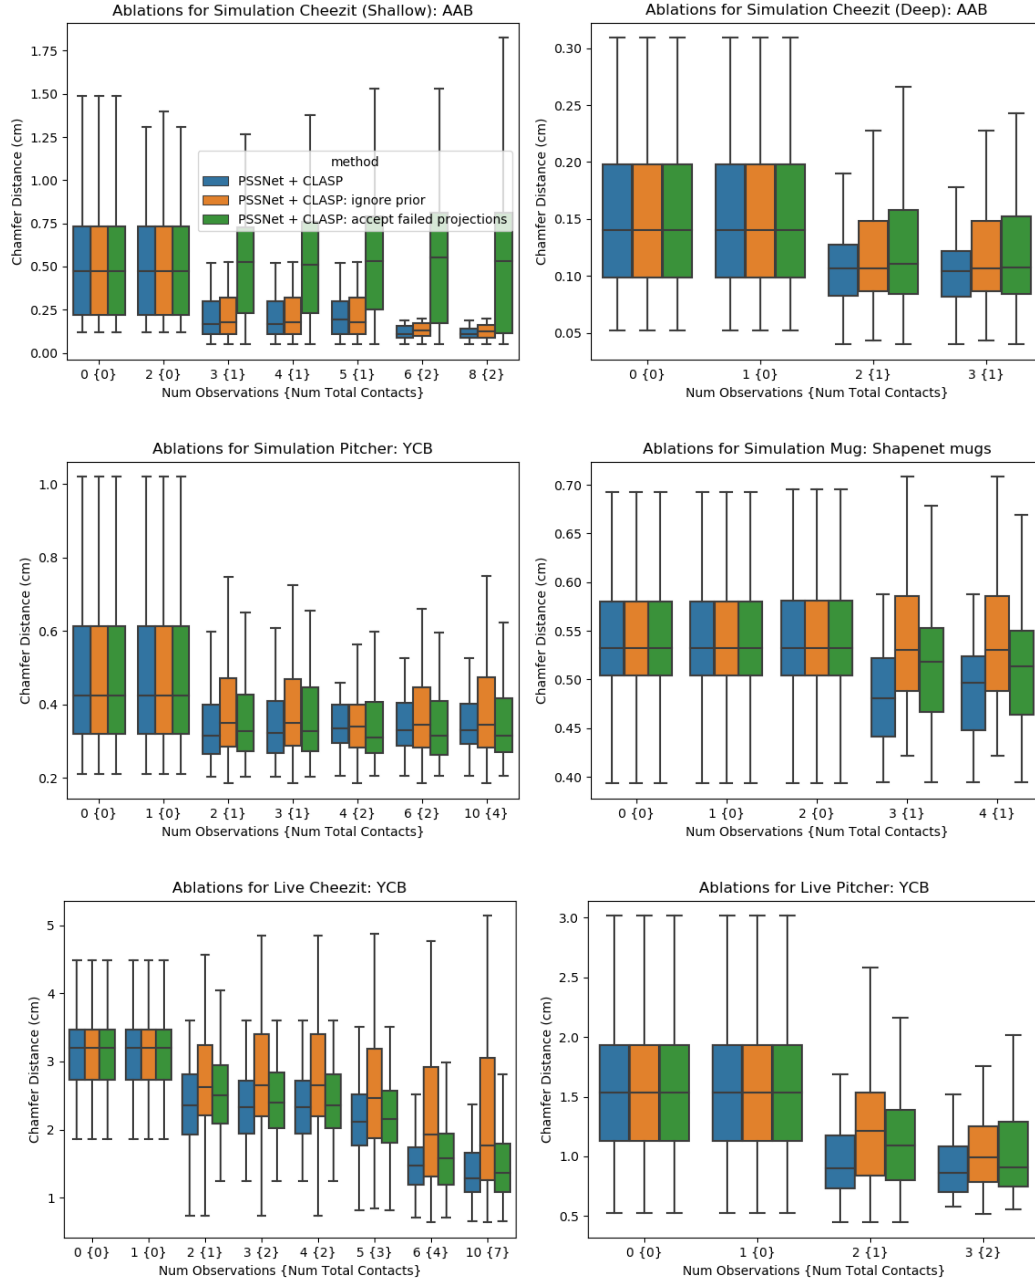 Ablations for Simulation Cheezit (Shallow): AAB
Chamfer Distance (cm)
1.75
1.50
1.25
1.00
0.75
0.50
0.25
0.00
method
PSSNet + CLASP
PSSNet + CLASP: ignore prior
PSSNet + CLASP: accept failed projections
0 {0} 2 {0} 3 {1} 4 {1} 5 {1} 6 {2} 8 {2}
Num Observations {Num Total Contacts}
Ablations for Simulation Cheezit (Deep): AAB
Chamfer Distance (cm)
0.30
0.25
0.20
0.15
0.10
0.05
0 {0} 1 {0} 2 {1} 3 {1}
Num Observations {Num Total Contacts}
Ablations for Simulation Pitcher: YCB
Chamfer Distance (cm)
1.0
0.8
0.6
0.4
0.2
0 {0} 1 {0} 2 {1} 3 {1} 4 {2} 6 {2} 10 {4}
Num Observations {Num Total Contacts}
Ablations for Simulation Mug: Shapenet mugs
Chamfer Distance (cm)
0.70
0.65
0.60
0.55
0.50
0.45
0.40
0 {0} 1 {0} 2 {0} 3 {1} 4 {1}
Num Observations {Num Total Contacts}
Ablations for Live Cheezit: YCB
Chamfer Distance (cm)
5
4
3
2
1
0 {0} 1 {0} 2 {1} 3 {2} 4 {2} 5 {3} 6 {4} 10 {7}
Num Observations {Num Total Contacts}
Ablations for Live Pitcher: YCB
Chamfer Distance (cm)
3.0
2.5
2.0
1.5
1.0
0.5
0 {0} 1 {0} 2 {1} 3 {2}
Num Observations {Num Total Contacts}